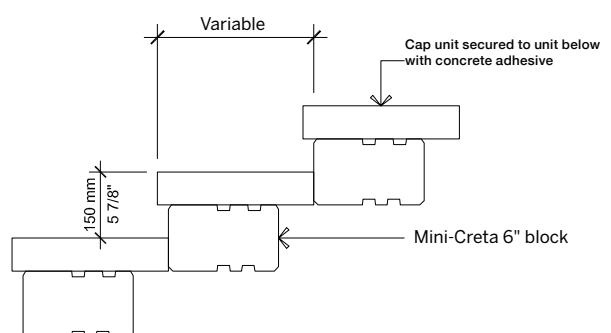 Variable
Cap unit secured to unit below
with concrete adhesive
150 mm
5 7/8"
Mini-Creta 6" block